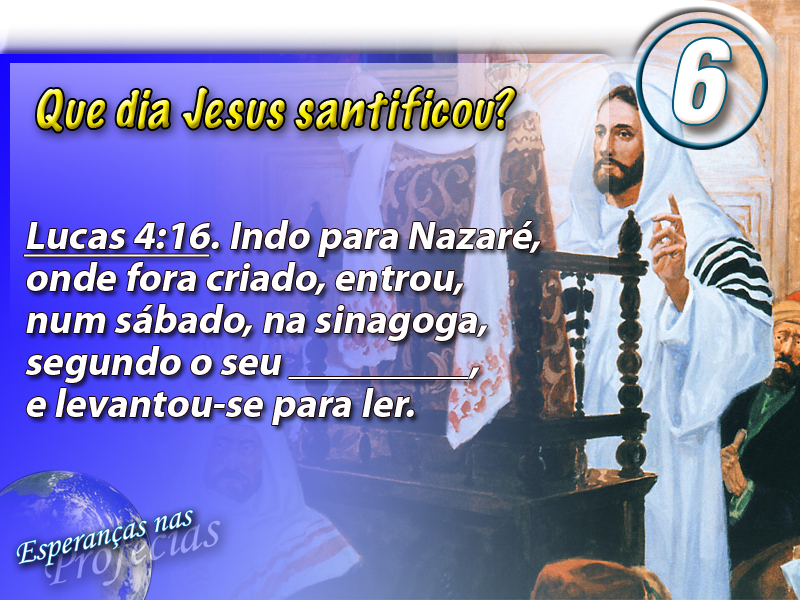 6
Que dia Jesus santificou?
Lucas 4:16. Indo para Nazaré,
onde fora criado, entrou,
num sábado, na sinagoga,
segundo o seu _________,
e levantou-se para ler.
Esperanças nas
Profecias